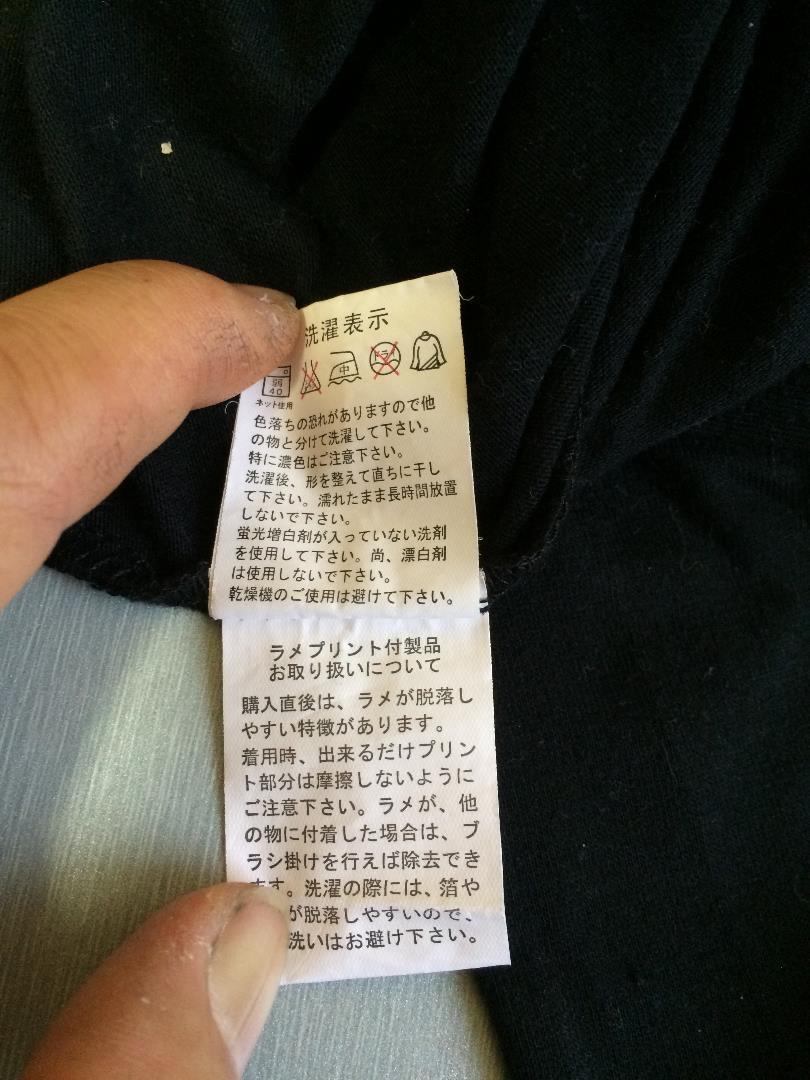 洗濯表示
弱
40
中
ドライ
ネット使用
色落ちの恐れがありますので他
の物と分けて洗濯して下さい。
特に濃色はご注意下さい。
洗濯後、形を整えて直ちに干し
て下さい。濡れたまま長時間放置
しないで下さい。
蛍光増白剤が入っていない洗剤
を使用して下さい。尚、漂白剤
は使用しないで下さい。
乾燥機のご使用は避けて下さい。
ラメプリント付製品
お取り扱いについて
購入直後は、ラメが脱落し
やすい特徴があります。
着用時、出来るだけプリン
ト部分は摩擦しないように
ご注意下さい。ラメが、他
の物に付着した場合は、ブ
ラシ掛けを行えば除去でき
ます。洗濯の際には、箔や
が脱落しやすいので、
洗いはお避け下さい。